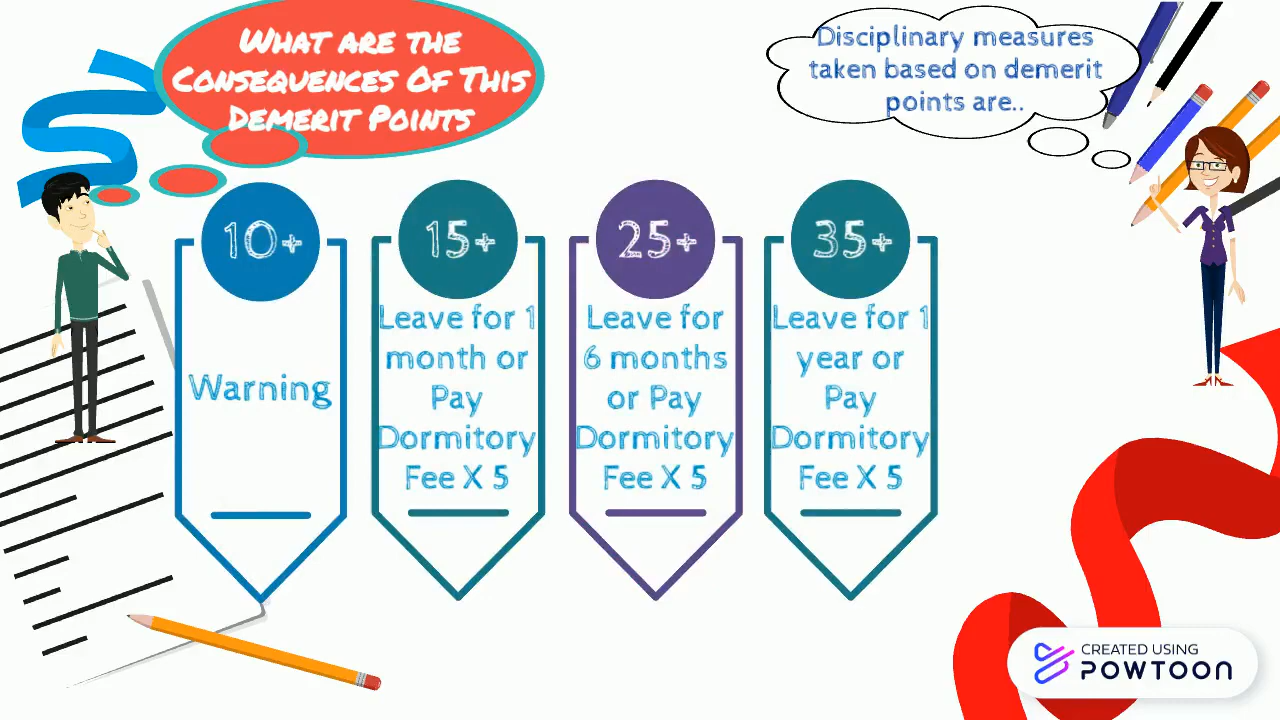 What are the
Consequences Of This
Demerit Points
Disciplinary measures
taken based on demerit
points are..
10+
Warning
15+
Leave for 1
month or
Pay
Dormitory
Fee X 5
25+
Leave for
6 months
or Pay
Dormitory
Fee X 5
35+
Leave for 1
year or
Pay
Dormitory
Fee X 5
CREATED USING
POWTOON